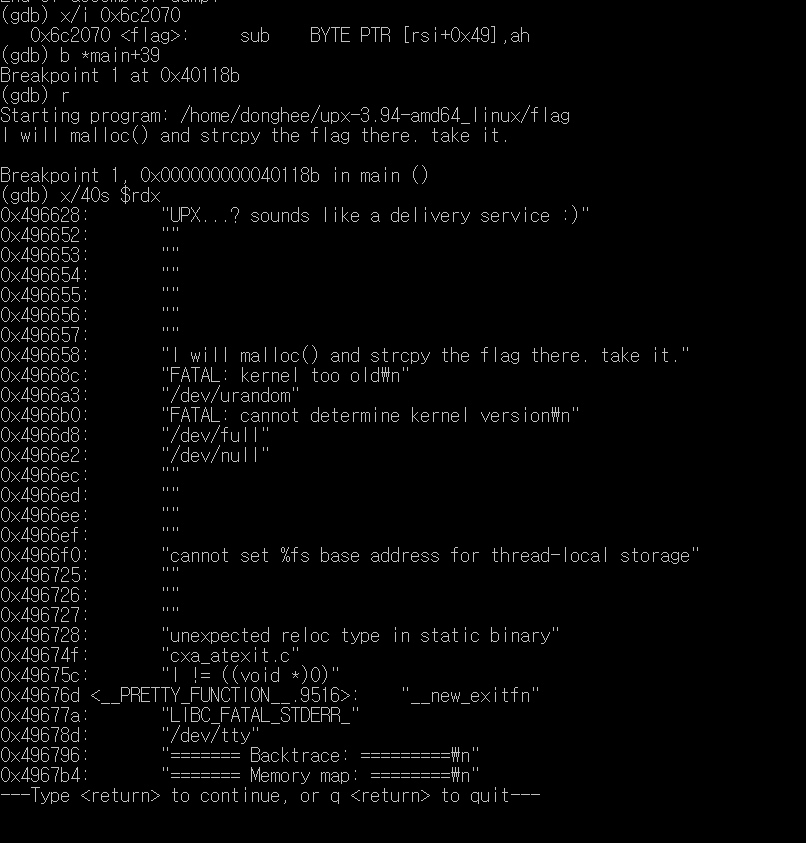 (gdb) x/i 0x6c2070
   0x6c2070 <flag>:     sub    BYTE PTR [rsi+0x49],ah
(gdb) b *main+39
Breakpoint 1 at 0x40118b
(gdb) r
Starting program: /home/donghee/upx-3.94-amd64_linux/flag
I will malloc() and strcpy the flag there. take it.

Breakpoint 1, 0x000000000040118b in main ()
(gdb) x/40s $rdx
0x496628:       "UPX...? sounds like a delivery service :)"
0x496652:       ""
0x496653:       ""
0x496654:       ""
0x496655:       ""
0x496656:       ""
0x496657:       ""
0x496658:       "I will malloc() and strcpy the flag there. take it."
0x49668c:       "FATAL: kernel too old₩n"
0x4966a3:       "/dev/urandom"
0x4966b0:       "FATAL: cannot determine kernel version₩n"
0x4966d8:       "/dev/full"
0x4966e2:       "/dev/null"
0x4966ec:       ""
0x4966ed:       ""
0x4966ee:       ""
0x4966ef:       ""
0x4966f0:       "cannot set %fs base address for thread-local storage"
0x496725:       ""
0x496726:       ""
0x496727:       ""
0x496728:       "unexpected reloc type in static binary"
0x49674f:       "cxa_atexit.c"
0x49675c:       "l != ((void *)0)"
0x49676d <__PRETTY_FUNCTION__.9516>:    "__new_exitfn"
0x49677a:       "LIBC_FATAL_STDERR_"
0x49678d:       "/dev/tty"
0x496796:       "======= Backtrace: =========₩n"
0x4967b4:       "======= Memory map: ========₩n"
---Type <return> to continue, or q <return> to quit---